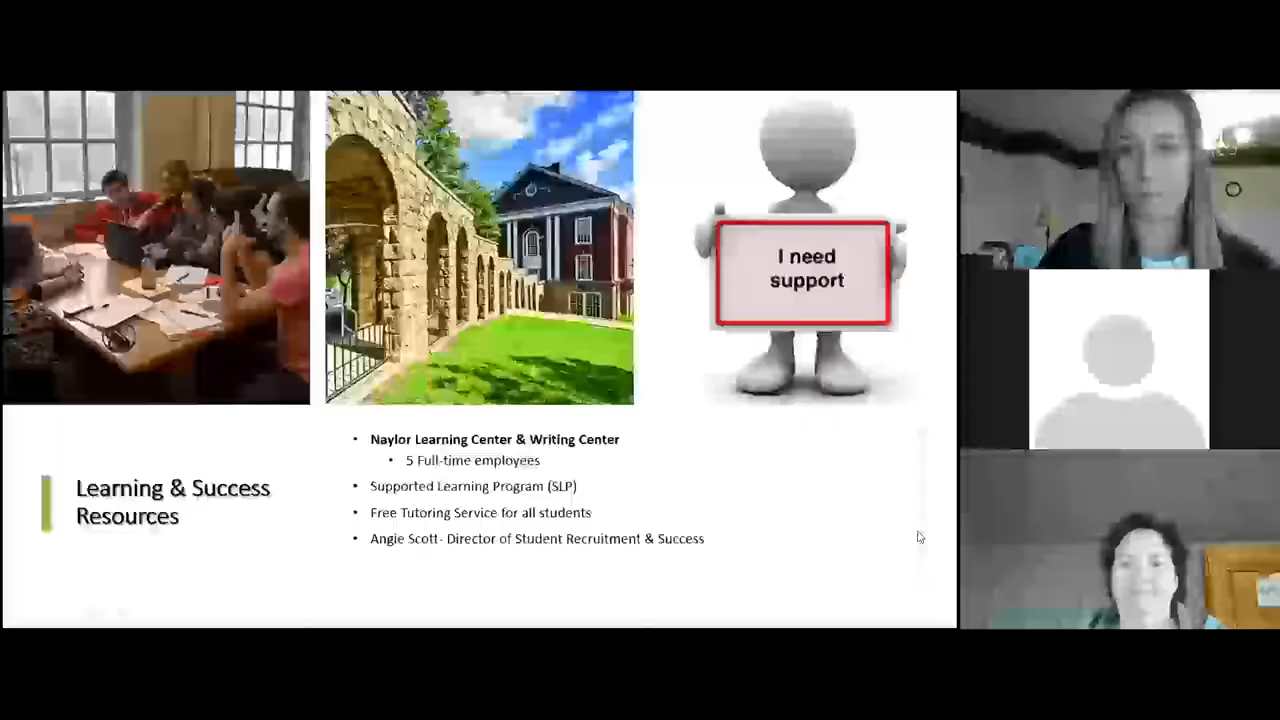 I need
support
Learning & Success
Resources
• Naylor Learning Center & Writing Center
• 5 Full-time employees
• Supported Learning Program (SLP)
• Free Tutoring Service for all students
• Angie Scott- Director of Student Recruitment & Success